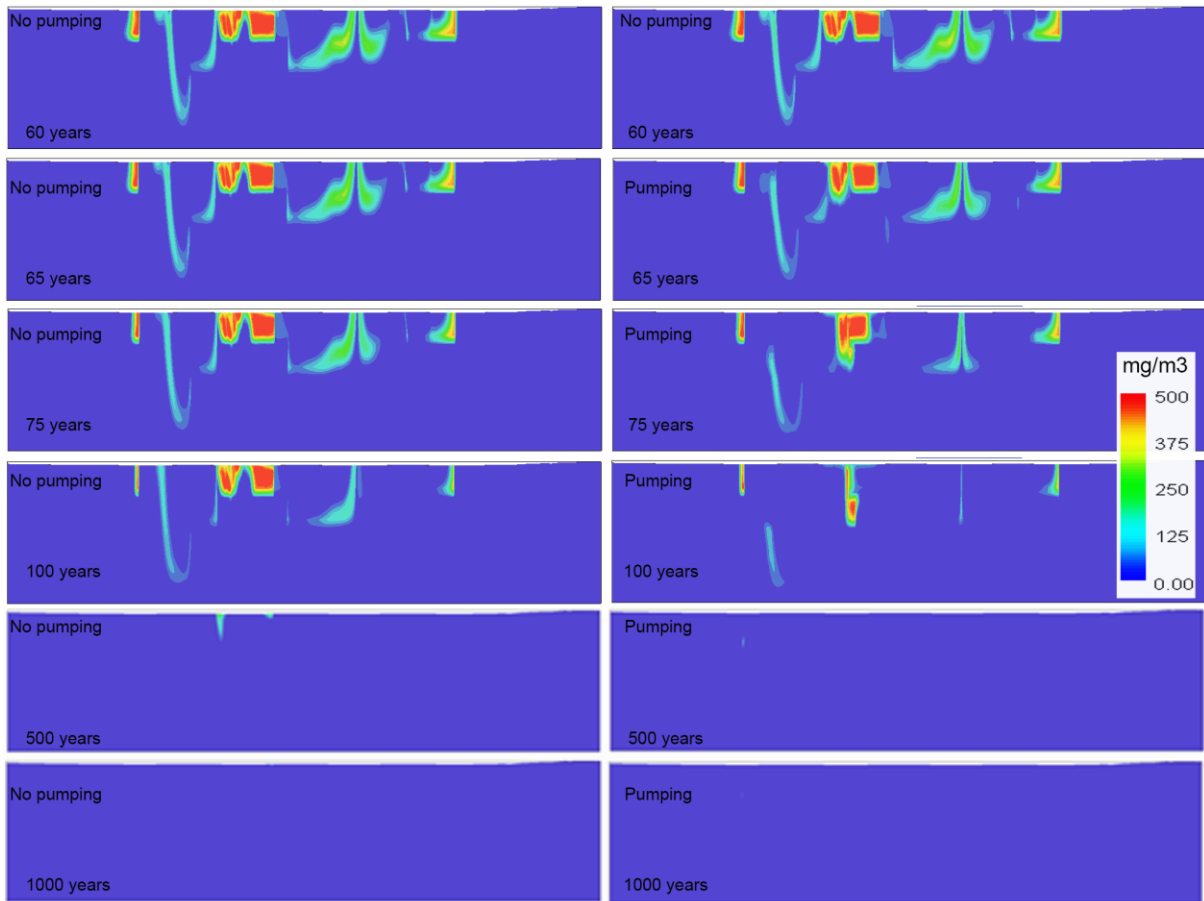 No pumping
60 years
No pumping
60 years
No pumping
65 years
Pumping
65 years
No pumping
75 years
Pumping
75 years
mg/m3
500
375
250
125
0.00
No pumping
100 years
Pumping
100 years
No pumping
500 years
Pumping
500 years
No pumping
1000 years
Pumping
1000 years